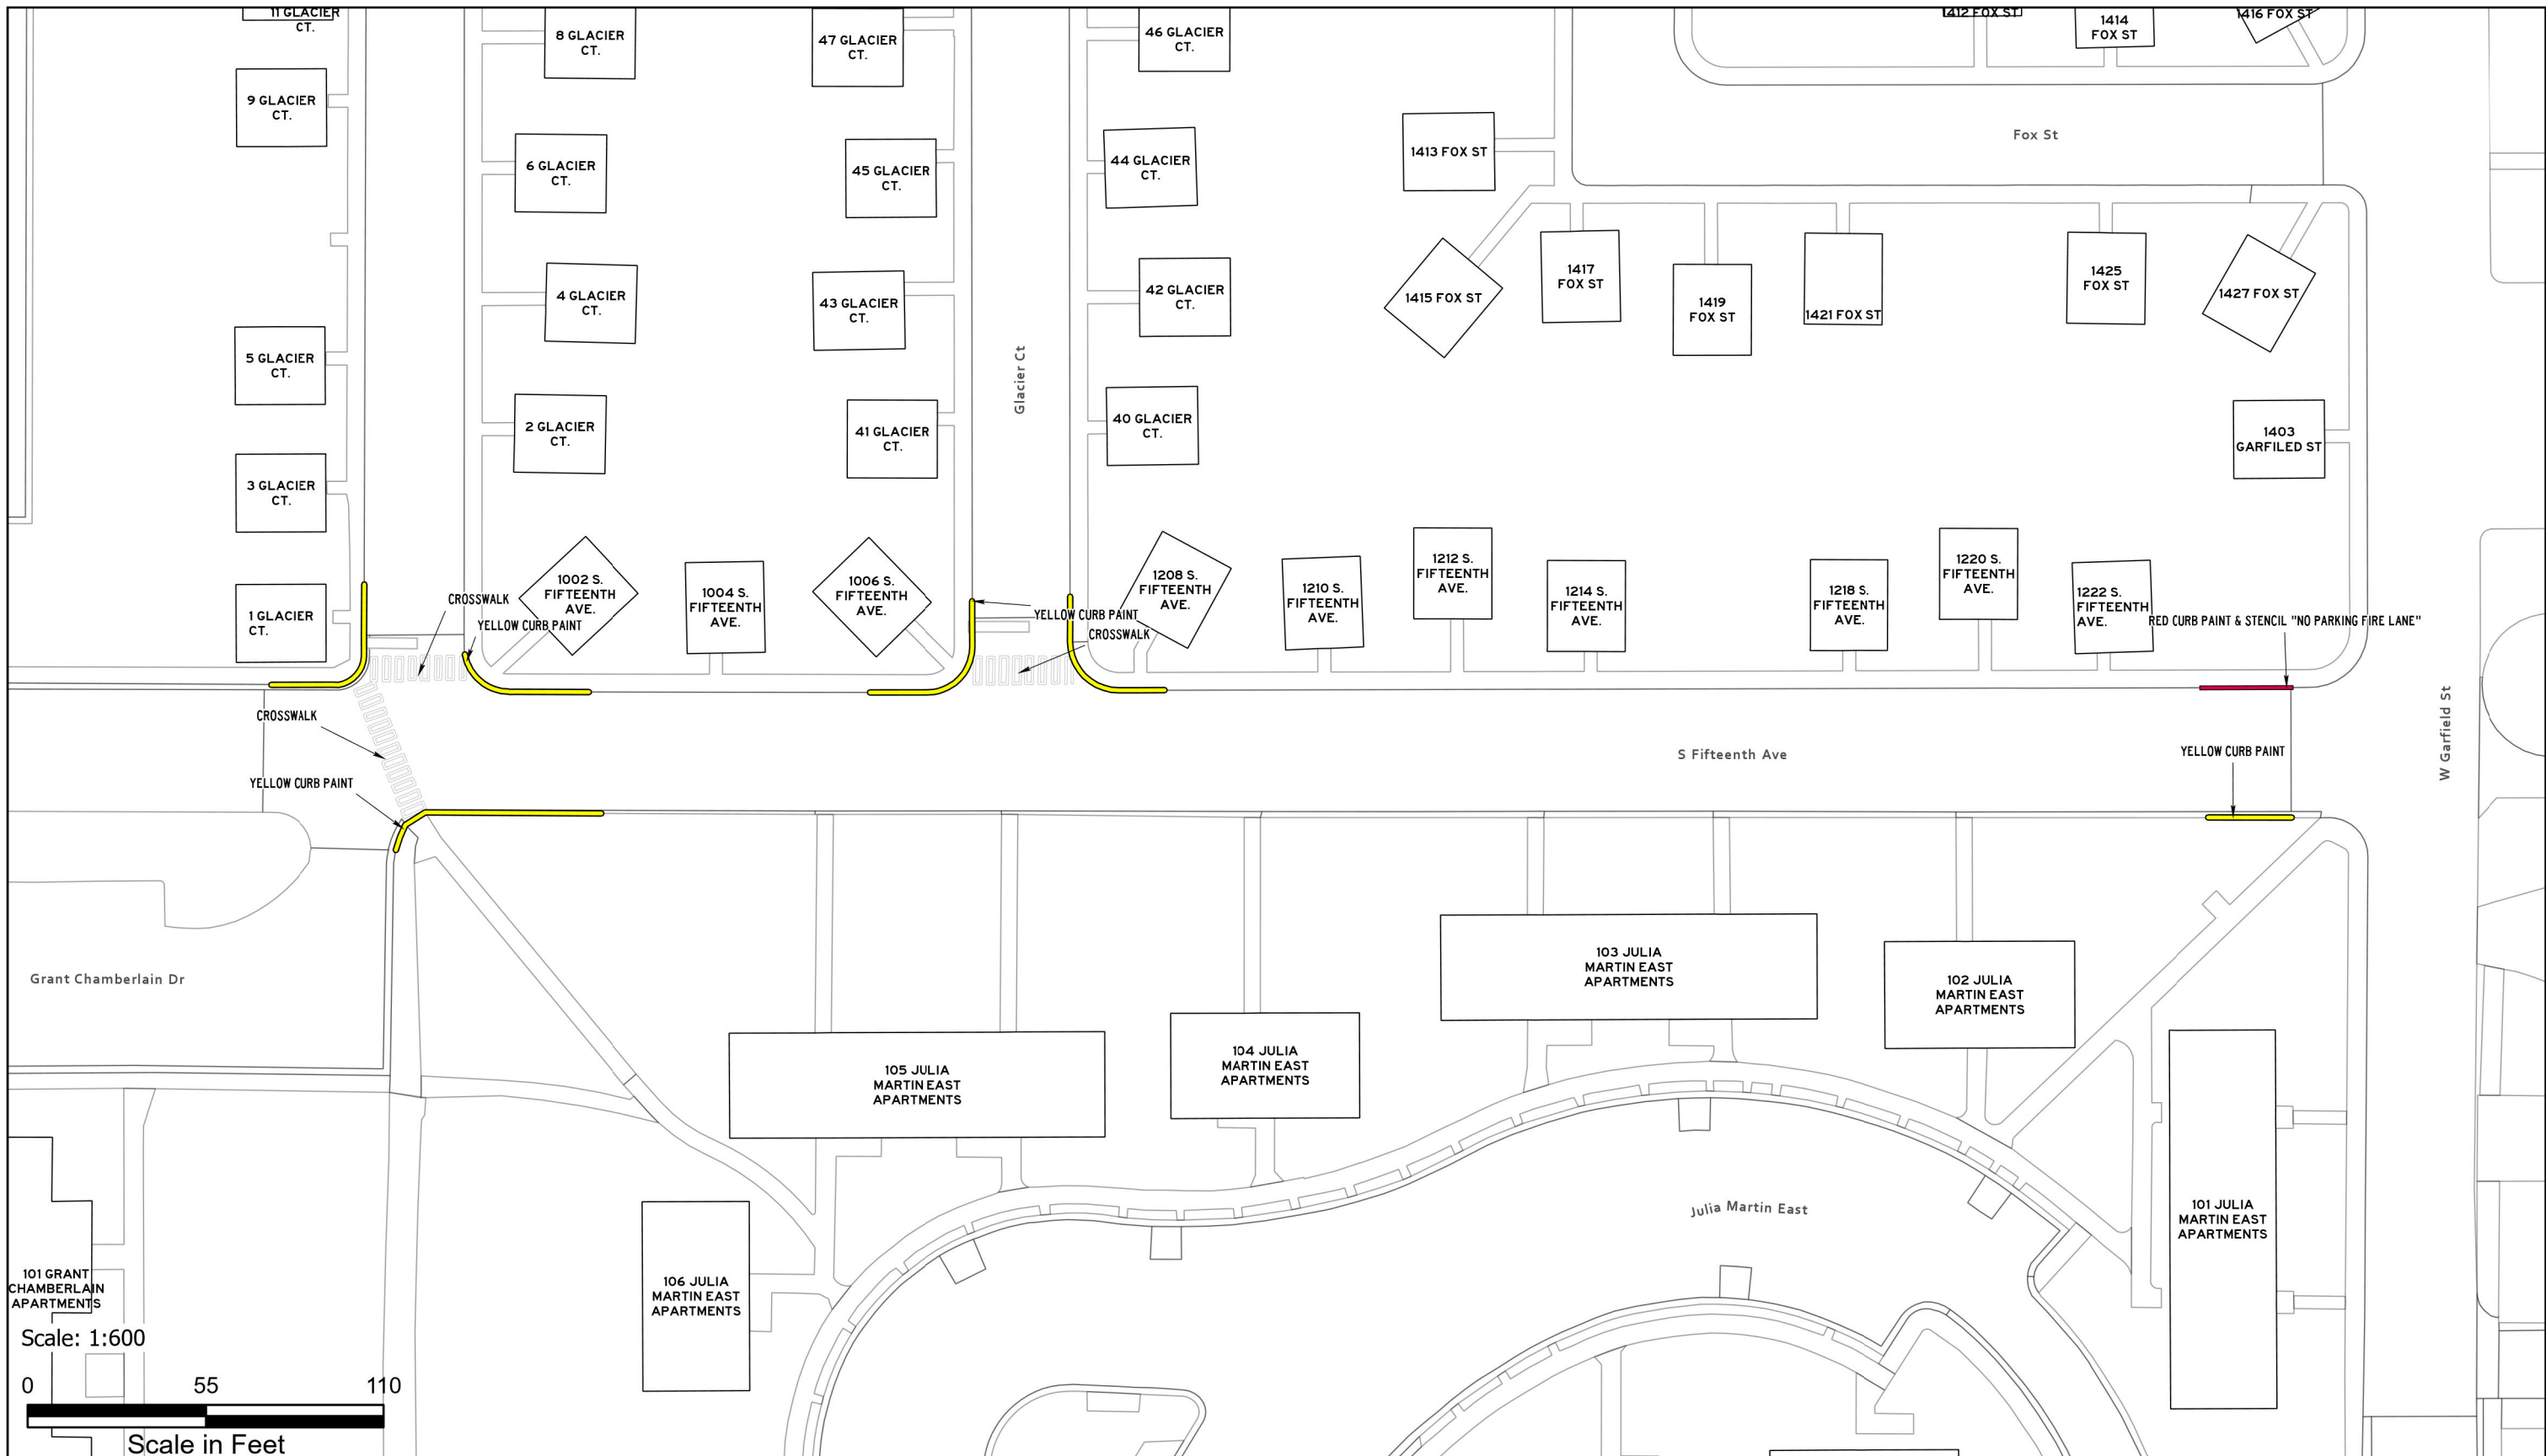 11 GLACIER
CT.
8 GLACIER
CT.
47 GLACIER
CT.
46 GLACIER
CT.
1412 FOX ST
1414
FOX ST
1416 FOX ST
9 GLACIER
CT.
6 GLACIER
CT.
45 GLACIER
CT.
44 GLACIER
CT.
1413 FOX ST
Fox St
4 GLACIER
CT.
43 GLACIER
CT.
42 GLACIER
CT.
1415 FOX ST
1417
FOX ST
1419
FOX ST
1421 FOX ST
1425
FOX ST
1427 FOX ST
5 GLACIER
CT.
Glacier Ct
2 GLACIER
CT.
41 GLACIER
CT.
40 GLACIER
CT.
1403
GARFILED ST
3 GLACIER
CT.
1 GLACIER
CT.
CROSSWALK
YELLOW CURB PAINT
1002 S.
FIFTEENTH
AVE.
1004 S.
FIFTEENTH
AVE.
1006 S.
FIFTEENTH
AVE.
YELLOW CURB PAINT
CROSSWALK
1208 S.
FIFTEENTH
AVE.
1210 S.
FIFTEENTH
AVE.
1212 S.
FIFTEENTH
AVE.
1214 S.
FIFTEENTH
AVE.
1218 S.
FIFTEENTH
AVE.
1220 S.
FIFTEENTH
AVE.
1222 S.
FIFTEENTH
AVE.
RED CURB PAINT & STENCIL "NO PARKING FIRE LANE"
CROSSWALK
YELLOW CURB PAINT
S Fifteenth Ave
YELLOW CURB PAINT
W Garfield St
Grant Chamberlain Dr
103 JULIA
MARTIN EAST
APARTMENTS
102 JULIA
MARTIN EAST
APARTMENTS
105 JULIA
MARTIN EAST
APARTMENTS
104 JULIA
MARTIN EAST
APARTMENTS
Julia Martin East
101 JULIA
MARTIN EAST
APARTMENTS
106 JULIA
MARTIN EAST
APARTMENTS
101 GRANT
CHAMBERLAIN
APARTMENTS
Scale: 1:600
0 55 110
Scale in Feet